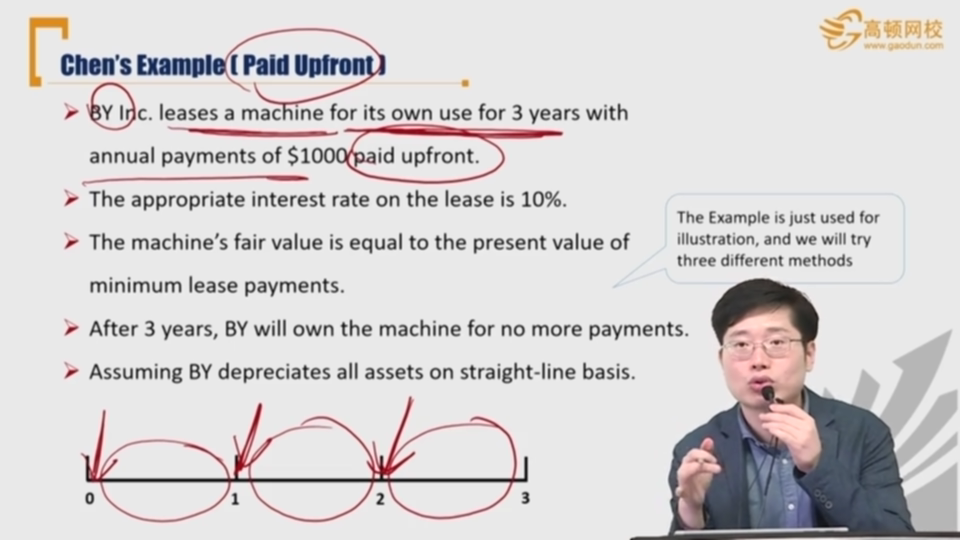 高顿网校
www.gaodun.com
Chen's Example ( Paid Upfront )
BY Inc. leases a machine for its own use for 3 years with
annual payments of $1000 paid upfront.
The appropriate interest rate on the lease is 10%.
The machine's fair value is equal to the present value of
minimum lease payments.
After 3 years, BY will own the machine for no more payments.
Assuming BY depreciates all assets on straight-line basis.
The Example is just used for
illustration, and we will try
three different methods
0 1 2 3